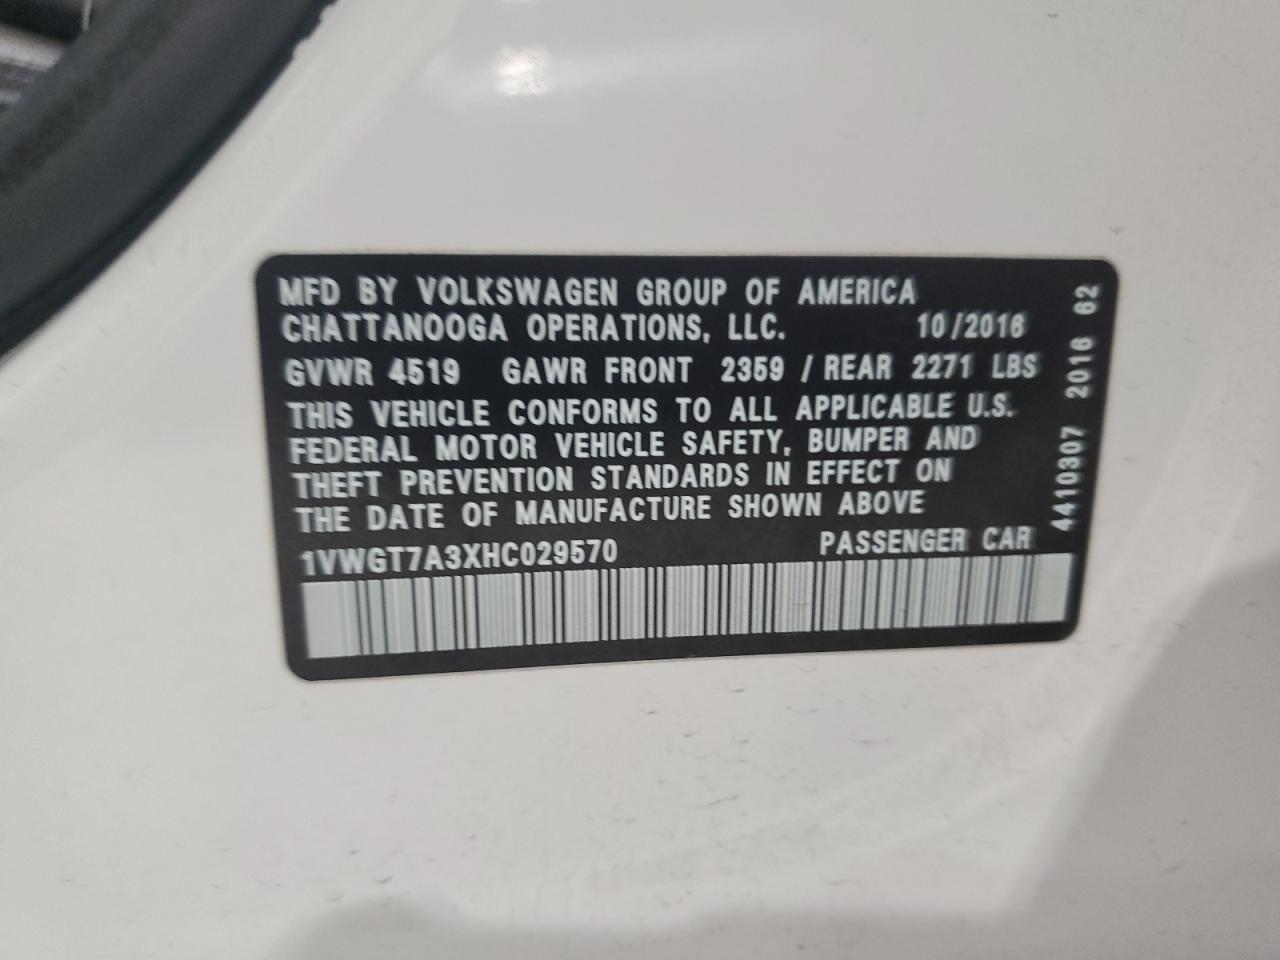 MFD BY VOLKSWAGEN GROUP OF AMERICA
CHATTANOOGA OPERATIONS, LLC. 10/2016
GVWR 4519 GAWR FRONT 2359 / REAR 2271 LBS
THIS VEHICLE CONFORMS TO ALL APPLICABLE U.S.
FEDERAL MOTOR VEHICLE SAFETY, BUMPER AND
THEFT PREVENTION STANDARDS IN EFFECT ON
THE DATE OF MANUFACTURE SHOWN ABOVE
1VWGT7A3XHC029570 PASSENGER CAR
4410307 2016 62